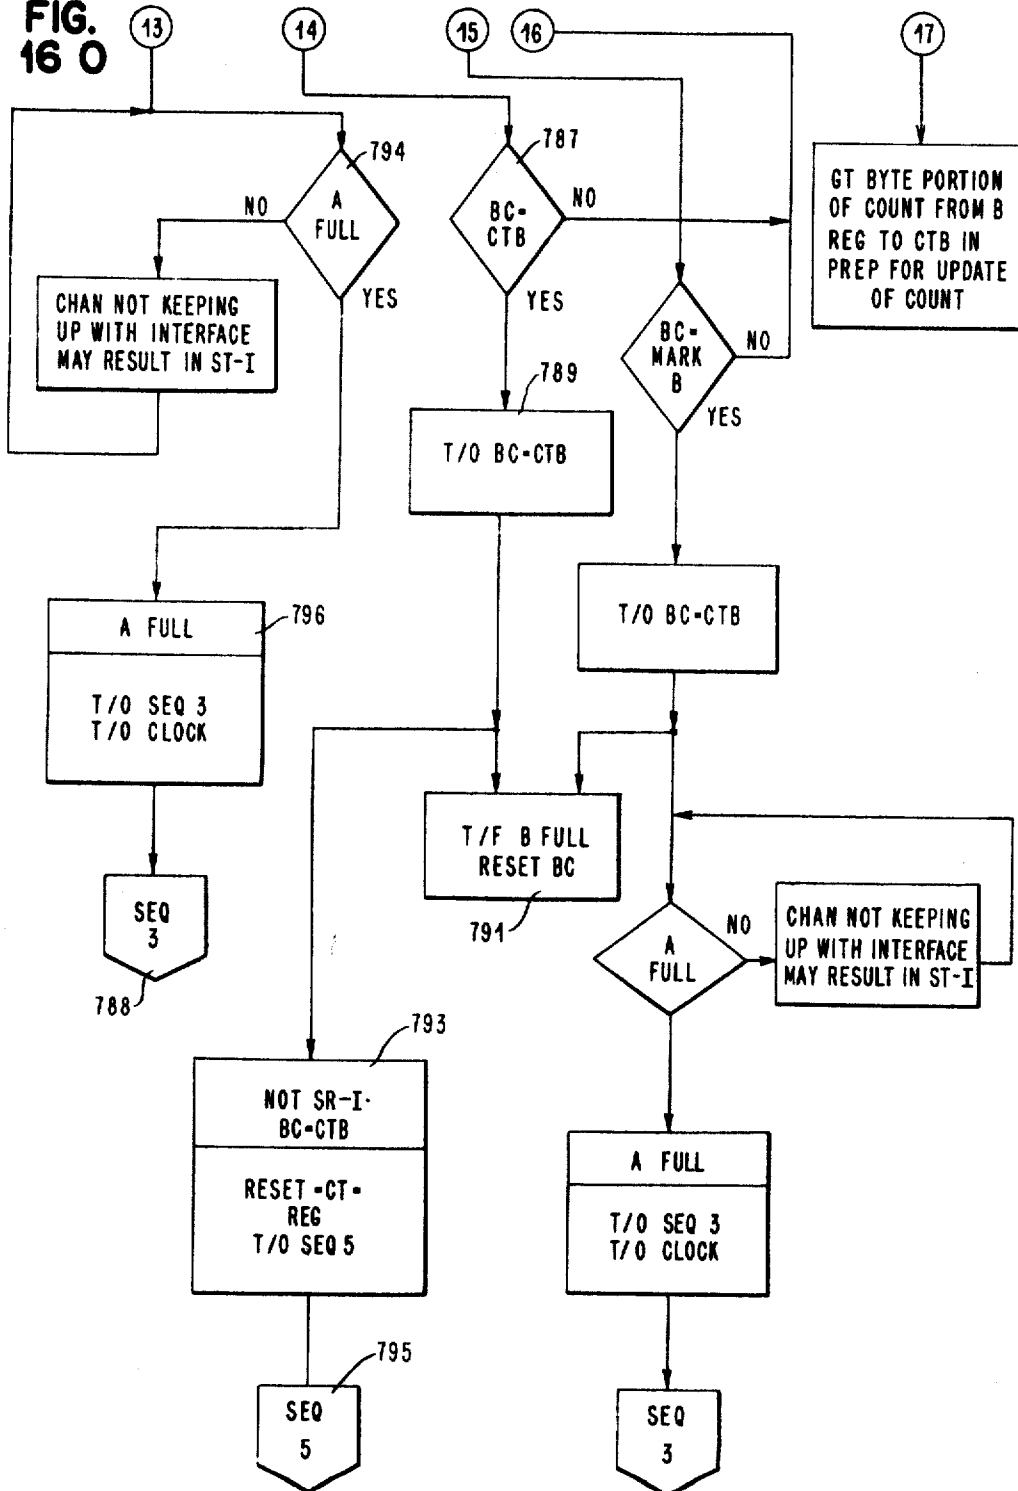 FIG.
16 O
13
14
15
16
17
794
A
FULL
NO
YES
CHAN NOT KEEPING
UP WITH INTERFACE
MAY RESULT IN ST-I
787
BC=
CTB
NO
YES
BC=
MARK
B
NO
YES
GT BYTE PORTION
OF COUNT FROM B
REG TO CTB IN
PREP FOR UPDATE
OF COUNT
789
T/O BC=CTB
T/O BC=CTB
796
A FULL
T/O SEQ 3
T/O CLOCK
SEQ
3
788
T/F B FULL
RESET BC
791
A
FULL
NO
CHAN NOT KEEPING
UP WITH INTERFACE
MAY RESULT IN ST-I
793
NOT SR-I·
BC=CTB
RESET =CT=
REG
T/O SEQ 5
A FULL
T/O SEQ 3
T/O CLOCK
795
SEQ
5
SEQ
3